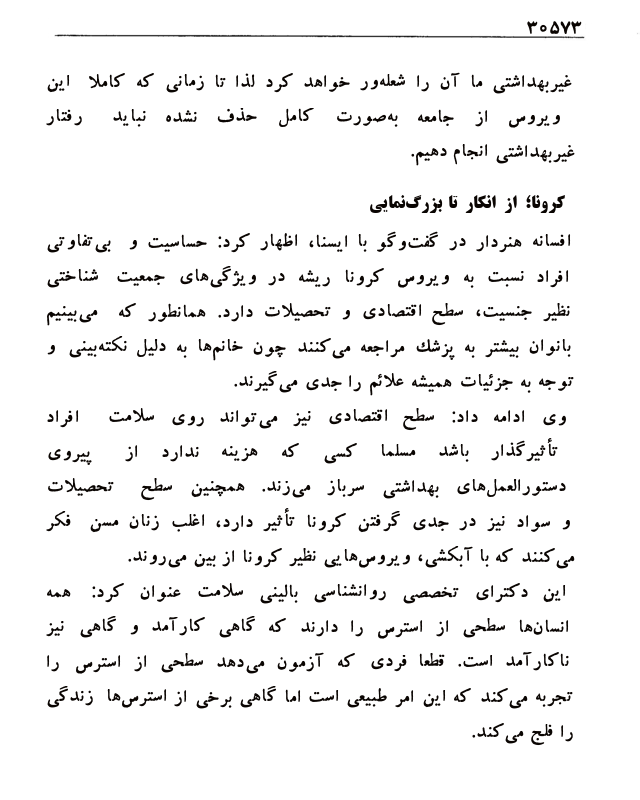 ۳۰۵۷۳
غیربهداشتی ما آن را شعله‌ور خواهد کرد لذا تا زمانی که کاملا این
ویروس از جامعه به‌صورت کامل حذف نشده نباید رفتار
غیربهداشتی انجام دهیم.
کرونا؛ از انکار تا بزرگ‌نمایی
افسانه هنردار در گفت‌وگو با ایسنا، اظهار کرد: حساسیت و بی‌تفاوتی
افراد نسبت به ویروس کرونا ریشه در ویژگی‌های جمعیت شناختی
نظیر جنسیت، سطح اقتصادی و تحصیلات دارد. همانطور که می‌بینیم
بانوان بیشتر به پزشك مراجعه می‌کنند چون خانم‌ها به دلیل نکته‌بینی و
توجه به جزئیات همیشه علائم را جدی می‌گیرند.
وی ادامه داد: سطح اقتصادی نیز می‌تواند روی سلامت افراد
تأثیرگذار باشد مسلما کسی که هزینه ندارد از پیروی
دستورالعمل‌های بهداشتی سرباز می‌زند. همچنین سطح تحصیلات
و سواد نیز در جدی گرفتن کرونا تأثیر دارد، اغلب زنان مسن فکر
می‌کنند که با آبکشی، ویروس‌هایی نظیر کرونا از بین می‌روند.
این دکترای تخصصی روانشناسی بالینی سلامت عنوان کرد: همه
انسان‌ها سطحی از استرس را دارند که گاهی کارآمد و گاهی نیز
ناکارآمد است. قطعا فردی که آزمون می‌دهد سطحی از استرس را
تجربه می‌کند که این امر طبیعی است اما گاهی برخی از استرس‌ها زندگی
را فلج می‌کند.